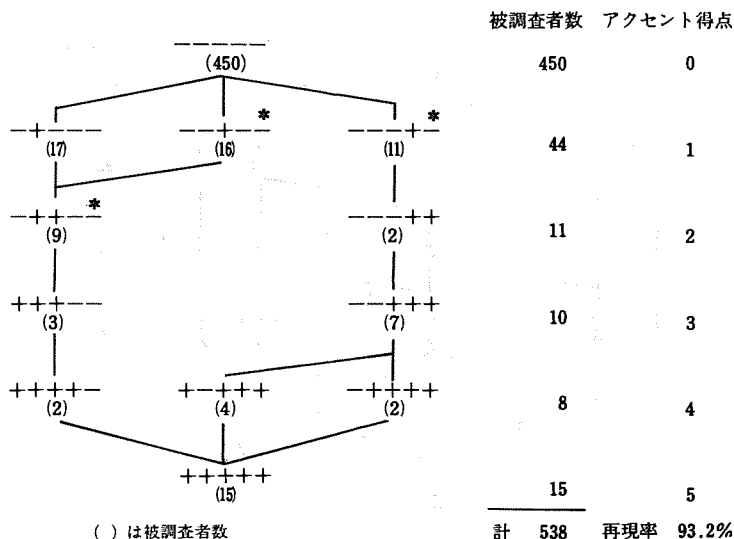 被調査者数 アクセント得点
－－－－－
(450) 450 0
－＋－－－ －－＋－－* －－－＋－*
(17) (16) (11) 44 1
－＋＋－－* －－－＋＋
(9) (2) 11 2
＋＋＋－－ －－＋＋＋
(3) (7) 10 3
＋＋＋＋－ ＋－＋＋＋ －＋＋＋＋
(2) (4) (2) 8 4
＋＋＋＋＋
(15) 15 5
( ) は被調査者数 計 538 再現率 93.2%